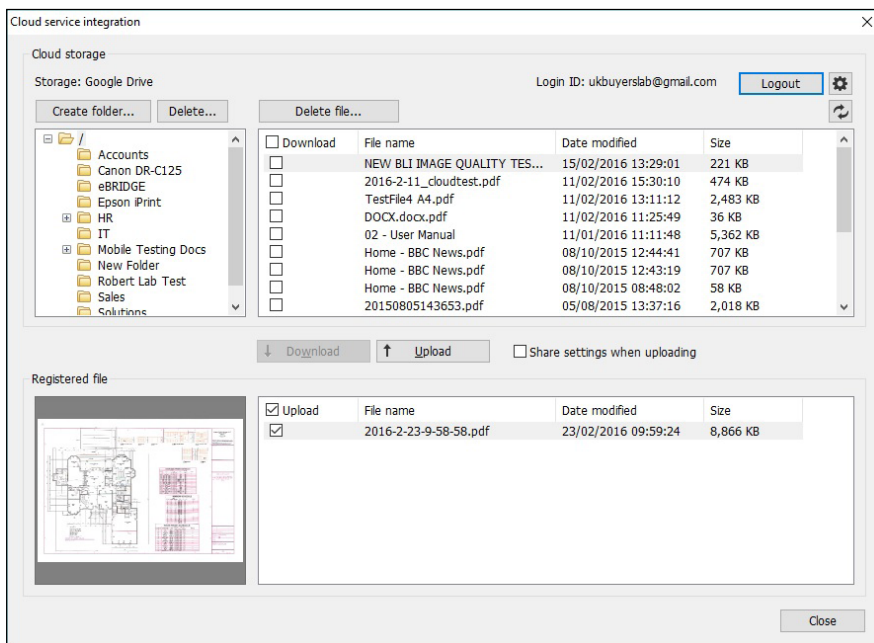 Cloud service integration
Cloud storage
Storage: Google Drive
Login ID: ukbuyerslab@gmail.com
Logout
Create folder...
Delete...
Delete file...
/
Accounts
Canon DR-C125
eBRIDGE
Epson iPrint
HR
IT
Mobile Testing Docs
New Folder
Robert Lab Test
Sales
Solutions
Download File name Date modified Size
NEW BLI IMAGE QUALITY TES... 15/02/2016 13:29:01 221 KB
2016-2-11_cloudtest.pdf 11/02/2016 15:30:10 474 KB
TestFile4 A4.pdf 11/02/2016 13:11:12 2,483 KB
DOCX.docx.pdf 11/02/2016 11:25:49 36 KB
02 - User Manual 11/01/2016 11:11:48 5,362 KB
Home - BBC News.pdf 08/10/2015 12:44:41 707 KB
Home - BBC News.pdf 08/10/2015 12:43:19 707 KB
Home - BBC News.pdf 08/10/2015 08:48:02 58 KB
20150805143653.pdf 05/08/2015 13:37:16 2,018 KB
Download
Upload
Share settings when uploading
Registered file
Upload File name Date modified Size
2016-2-23-9-58-58.pdf 23/02/2016 09:59:24 8,866 KB
Close